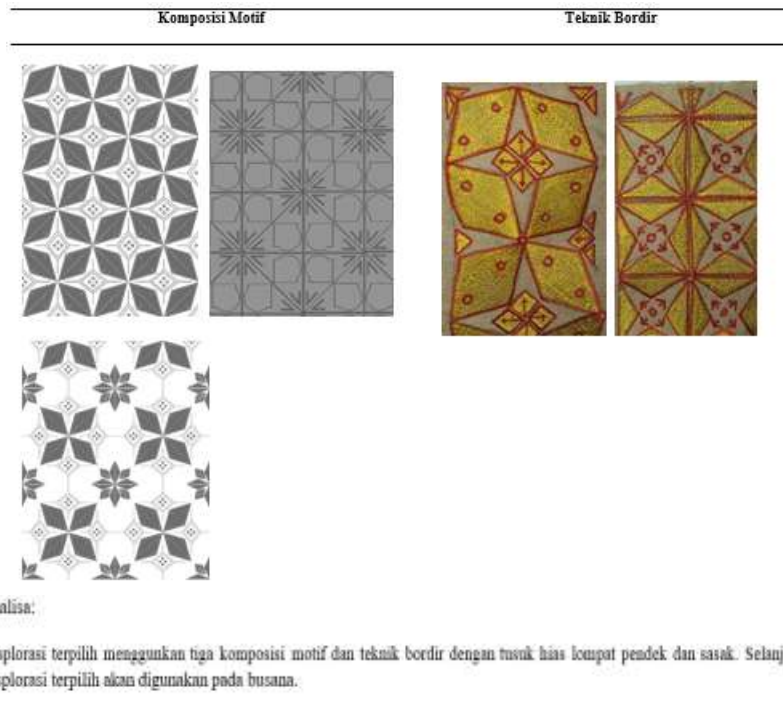 Komposisi Motif
Teknik Bordir
alisa:
splorasi terpilih menggunkan tiga komposisi motif dan teknik bordir dengan tusuk hias lompat pendek dan sasak. Selanj
splorasi terpilih akan digunakan pada busana.